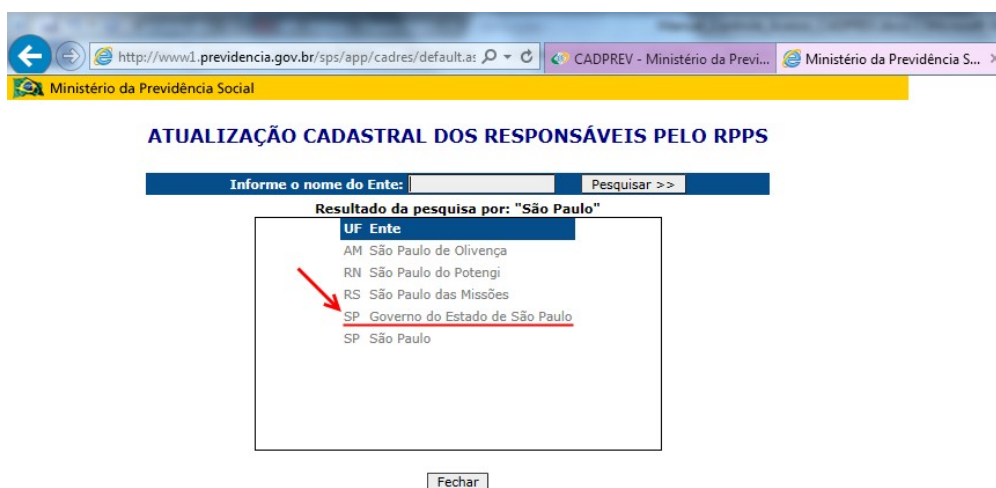 http://www1.previdencia.gov.br/sps/app/cadres/default.as
CADPREV - Ministério da Previ...
Ministério da Previdência S...
Ministério da Previdência Social
ATUALIZAÇÃO CADASTRAL DOS RESPONSÁVEIS PELO RPPS
Informe o nome do Ente:
Pesquisar >>
Resultado da pesquisa por: "São Paulo"
UF Ente
AM São Paulo de Olivença
RN São Paulo do Potengi
RS São Paulo das Missões
SP Governo do Estado de São Paulo
SP São Paulo
Fechar